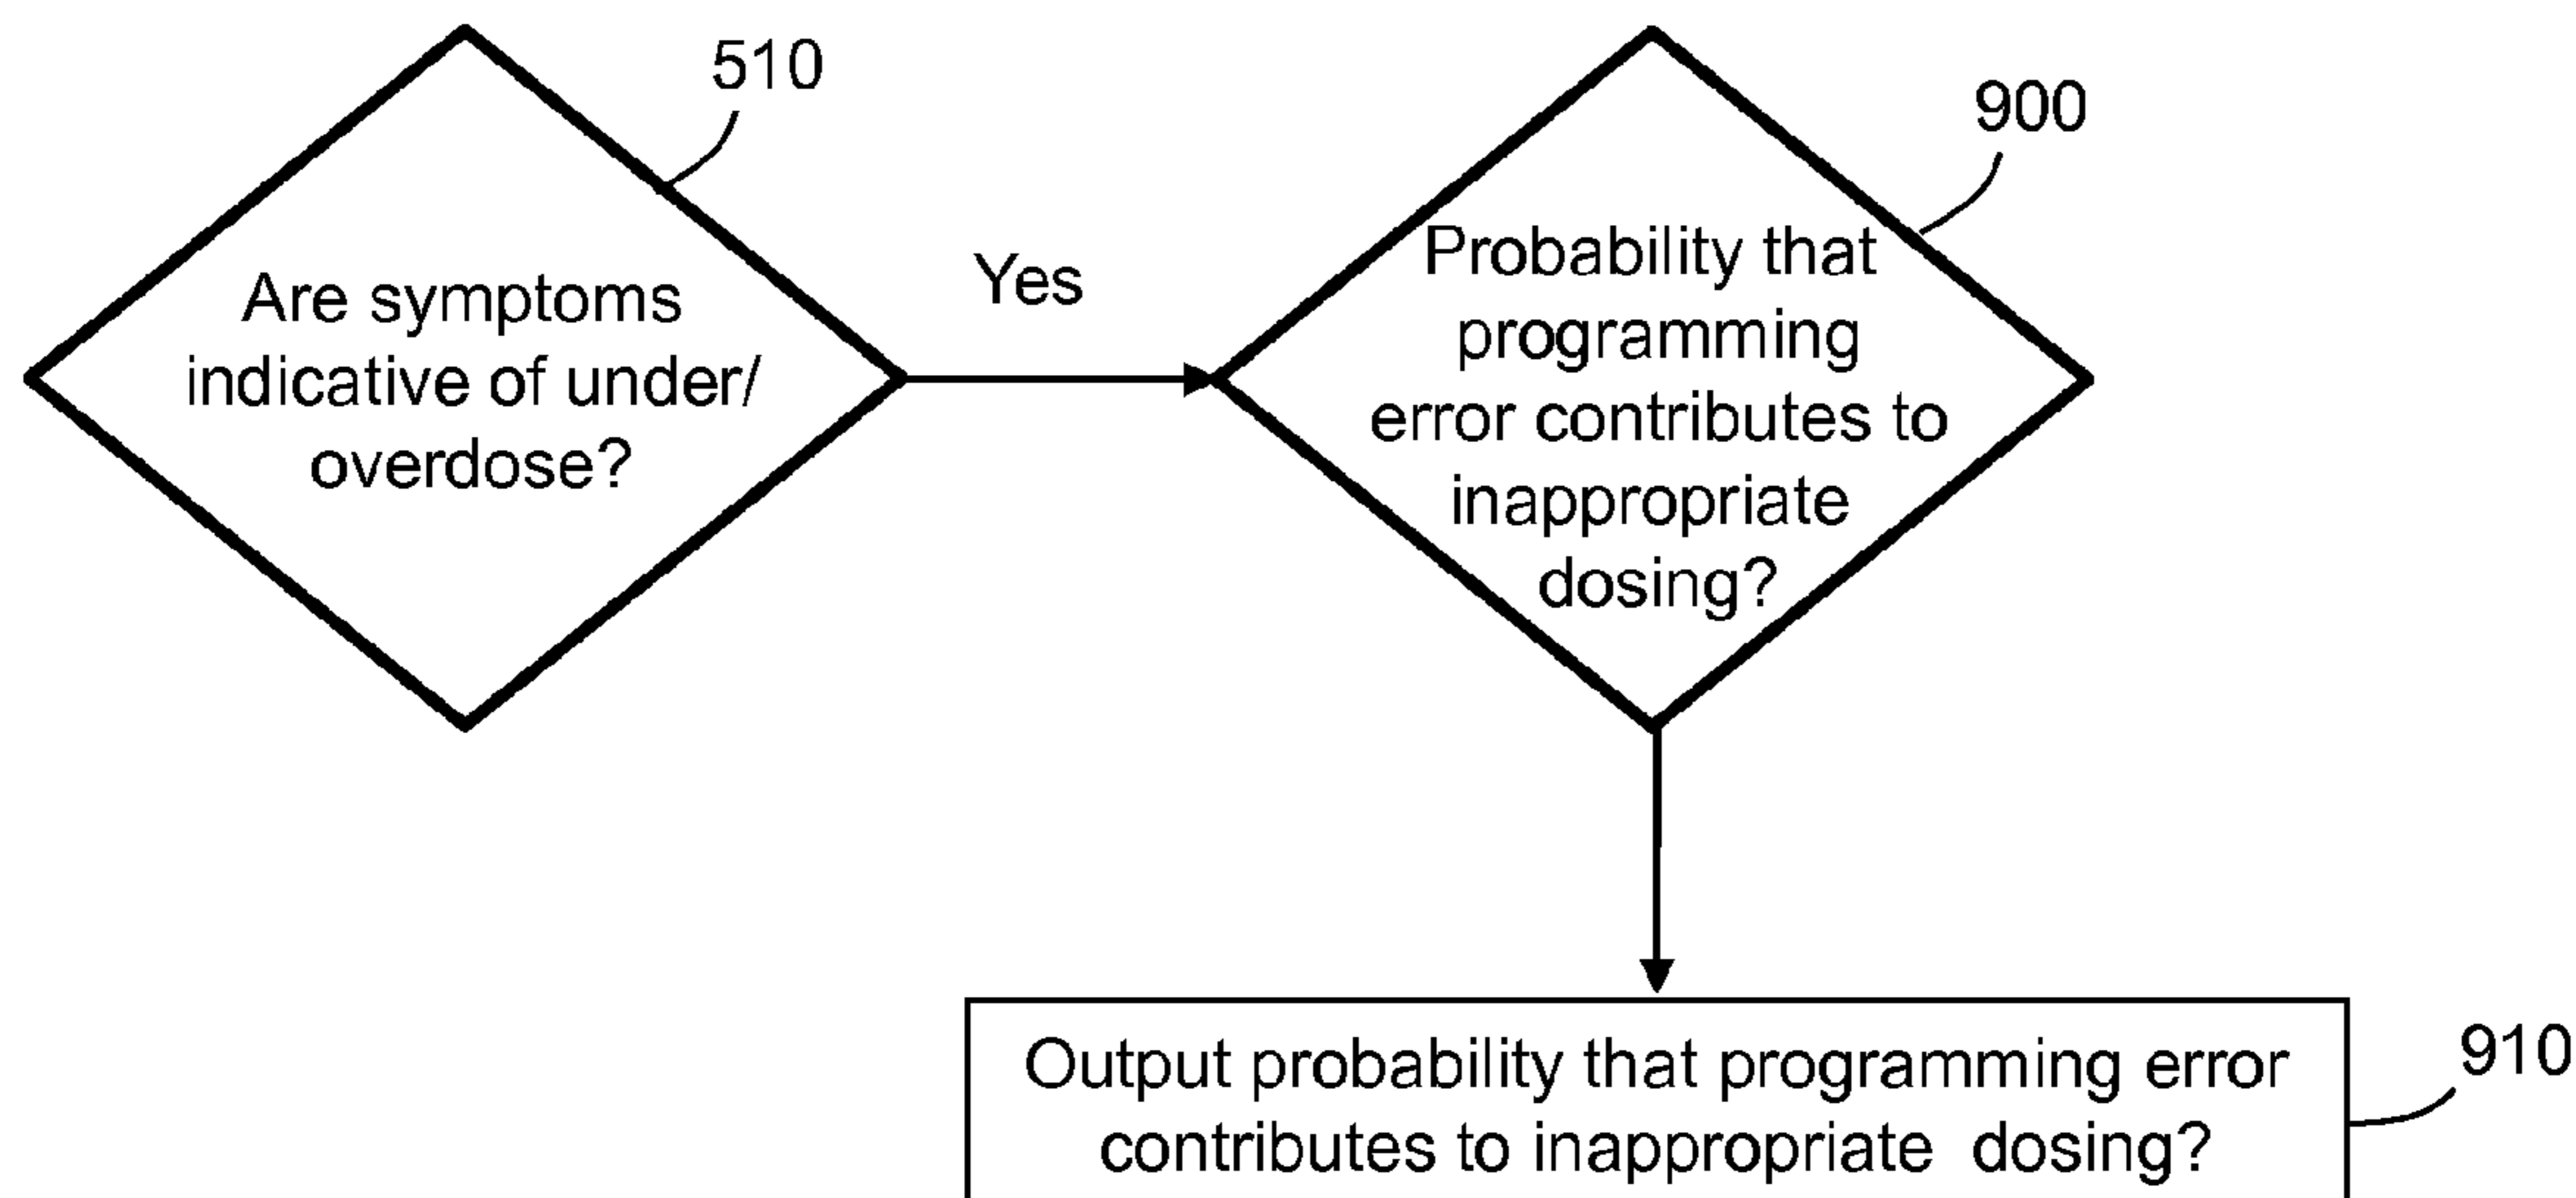 510
Are symptoms
indicative of under/
overdose?
Yes
900
Probability that
programming
error contributes to
inappropriate
dosing?
Output probability that programming error
contributes to inappropriate dosing?
910